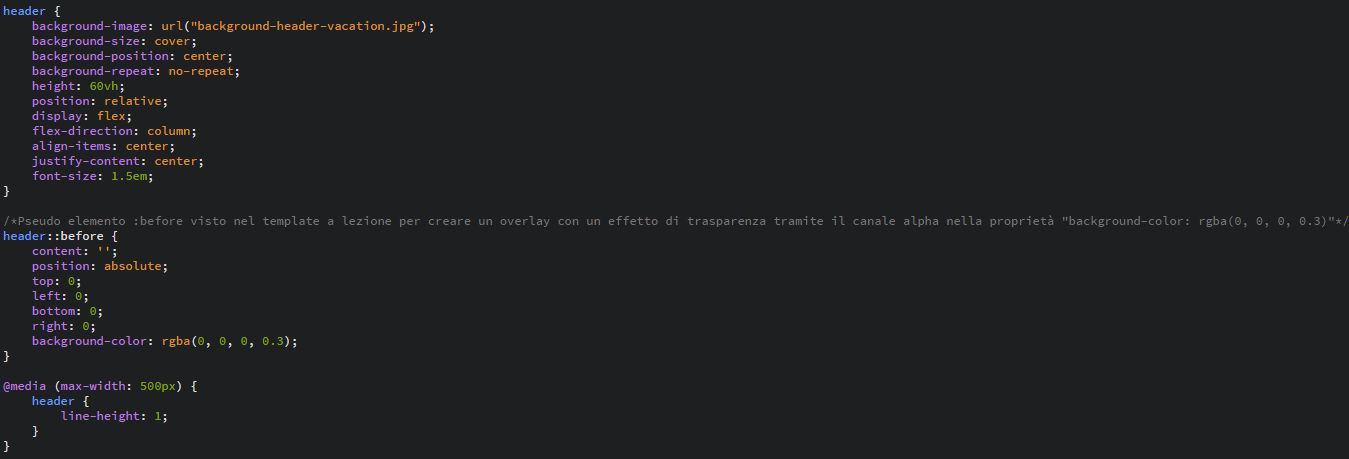 header {
    background-image: url("background-header-vacation.jpg");
    background-size: cover;
    background-position: center;
    background-repeat: no-repeat;
    height: 60vh;
    position: relative;
    display: flex;
    flex-direction: column;
    align-items: center;
    justify-content: center;
    font-size: 1.5em;
}

/*Pseudo elemento :before visto nel template a lezione per creare un overlay con un effetto di trasparenza tramite il canale alpha nella proprietà "background-color: rgba(0, 0, 0, 0.3)"*/
header::before {
    content: '';
    position: absolute;
    top: 0;
    left: 0;
    bottom: 0;
    right: 0;
    background-color: rgba(0, 0, 0, 0.3);
}

@media (max-width: 500px) {
    header {
        line-height: 1;
    }
}